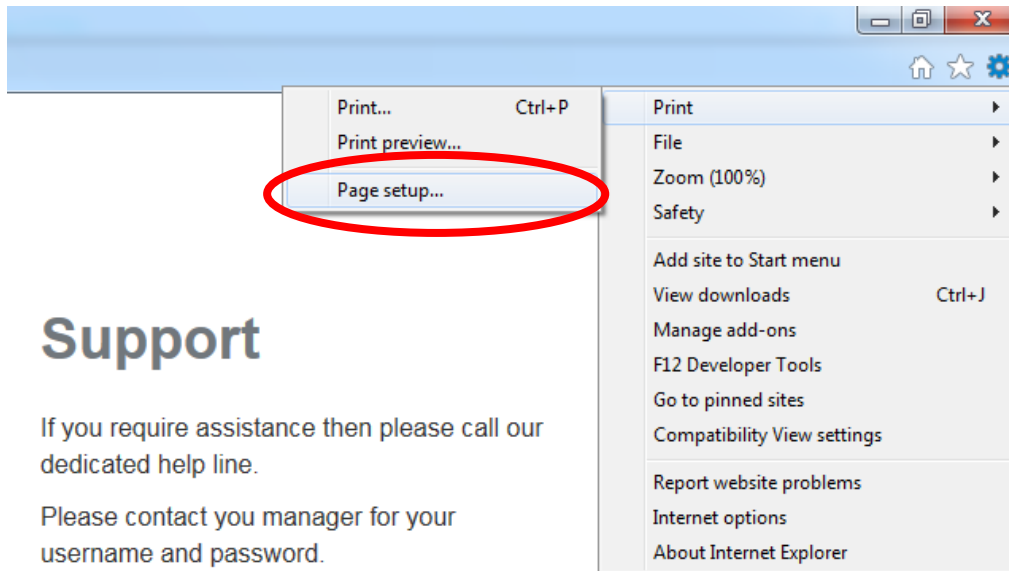 Print... Ctrl+P
Print preview...
Page setup...
Print
File
Zoom (100%)
Safety
Add site to Start menu
View downloads Ctrl+J
Manage add-ons
F12 Developer Tools
Go to pinned sites
Compatibility View settings
Report website problems
Internet options
About Internet Explorer
Support
If you require assistance then please call our
dedicated help line.
Please contact you manager for your
username and password.